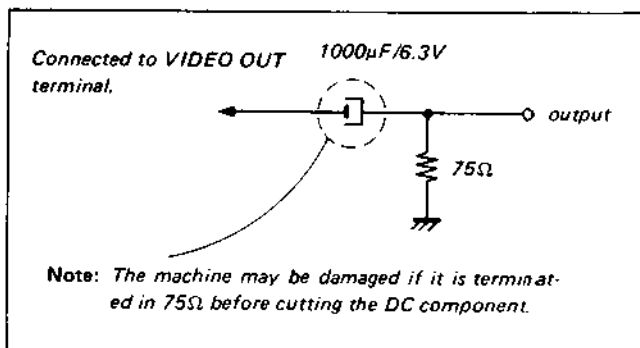 Connected to VIDEO OUT
terminal.
1000µF/6.3V
output
75Ω
Note: The machine may be damaged if it is terminat-
ed in 75Ω before cutting the DC component.